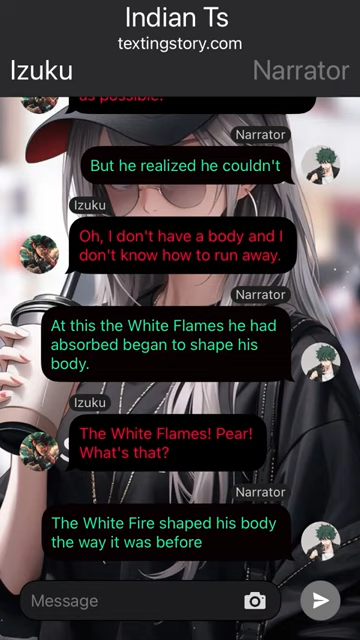 Indian Ts
textingstory.com
Izuku
Narrator
as possible.
Narrator
But he realized he couldn't
Izuku
Oh, I don't have a body and I
don't know how to run away.
Narrator
At this the White Flames he had
absorbed began to shape his
body.
Izuku
The White Flames! Pear!
What's that?
Narrator
The White Fire shaped his body
the way it was before
Message